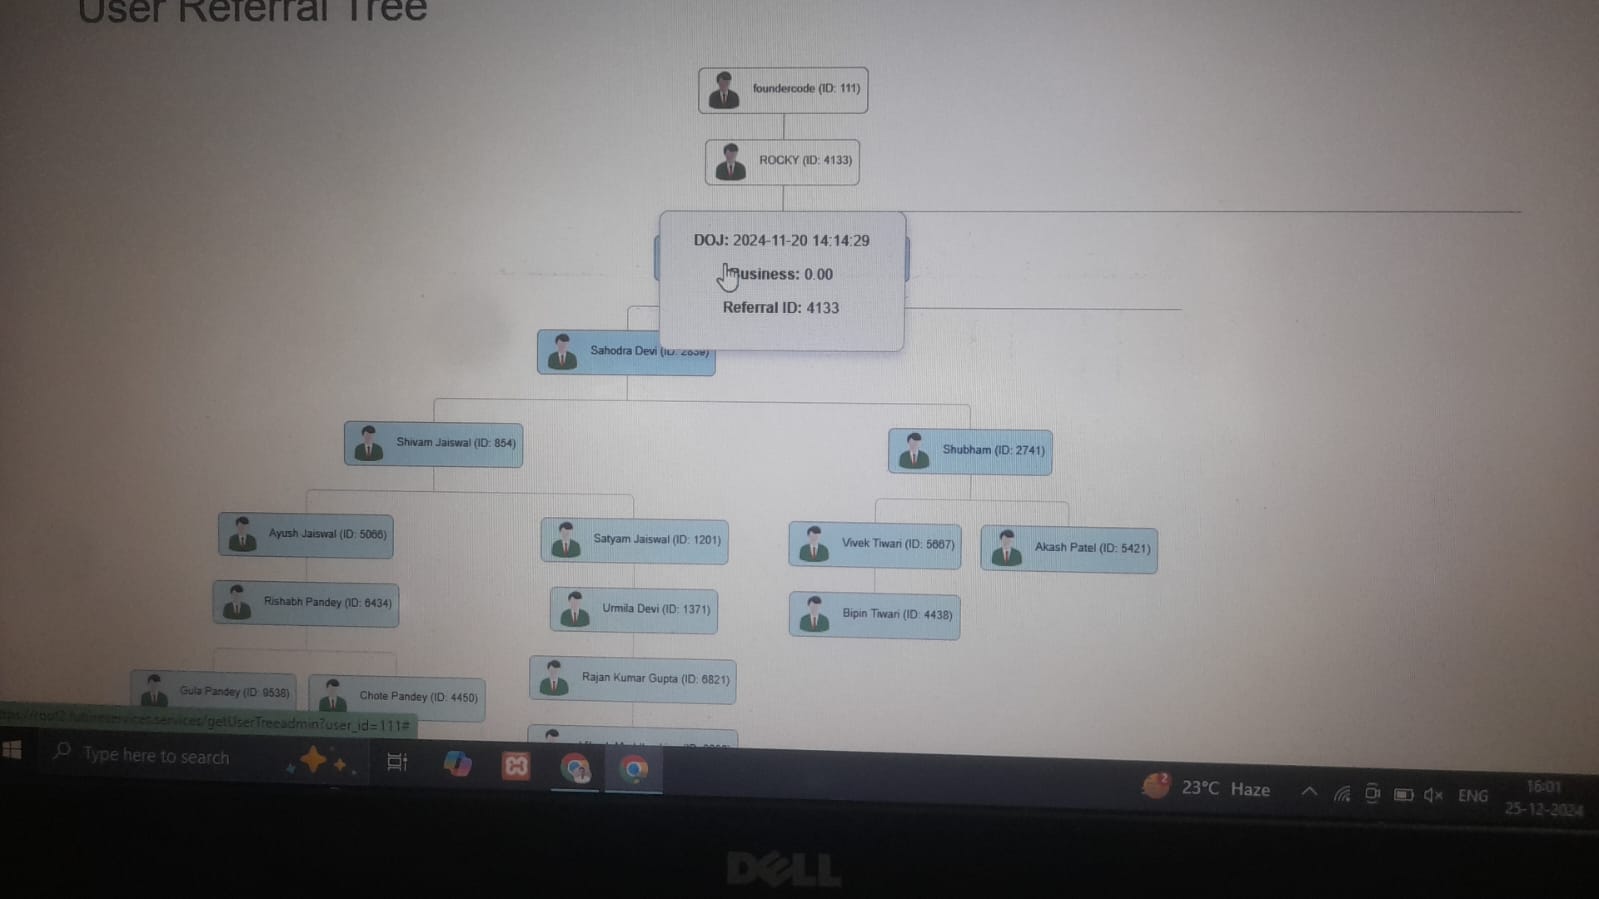 User Referral Tree
foundercode (ID: 111)
ROCKY (ID: 4133)
DOJ: 2024-11-20 14:14:29
Business: 0.00
Referral ID: 4133
Sahodra Devi (ID: 2839)
Shivam Jaiswal (ID: 854)
Shubham (ID: 2741)
Ayush Jaiswal (ID: 5066)
Satyam Jaiswal (ID: 1201)
Vivek Tiwari (ID: 5667)
Akash Patel (ID: 5421)
Rishabh Pandey (ID: 6434)
Urmila Devi (ID: 1371)
Bipin Tiwari (ID: 4438)
Rajan Kumar Gupta (ID: 6821)
Gula Pandey (ID: 9538)
Chote Pandey (ID: 4450)
services/getUserTreeadmin?user_id=111#
Type here to search
2
23°C Haze
ENG
16:01
25-12-2024
DELL